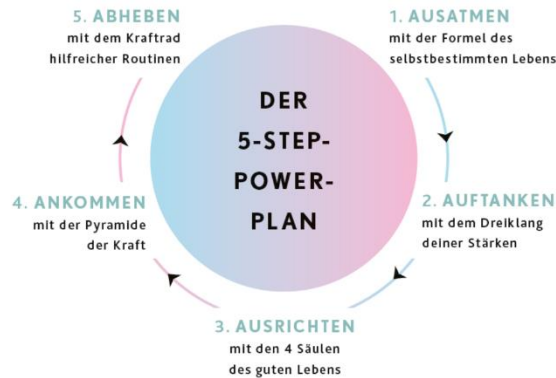 DER
5-STEP-
POWER-
PLAN
1. AUSATMEN
mit der Formel des
selbstbestimmten Lebens
2. AUFTANKEN
mit dem Dreiklang
deiner Stärken
3. AUSRICHTEN
mit den 4 Säulen
des guten Lebens
4. ANKOMMEN
mit der Pyramide
der Kraft
5. ABHEBEN
mit dem Kraftrad
hilfreicher Routinen